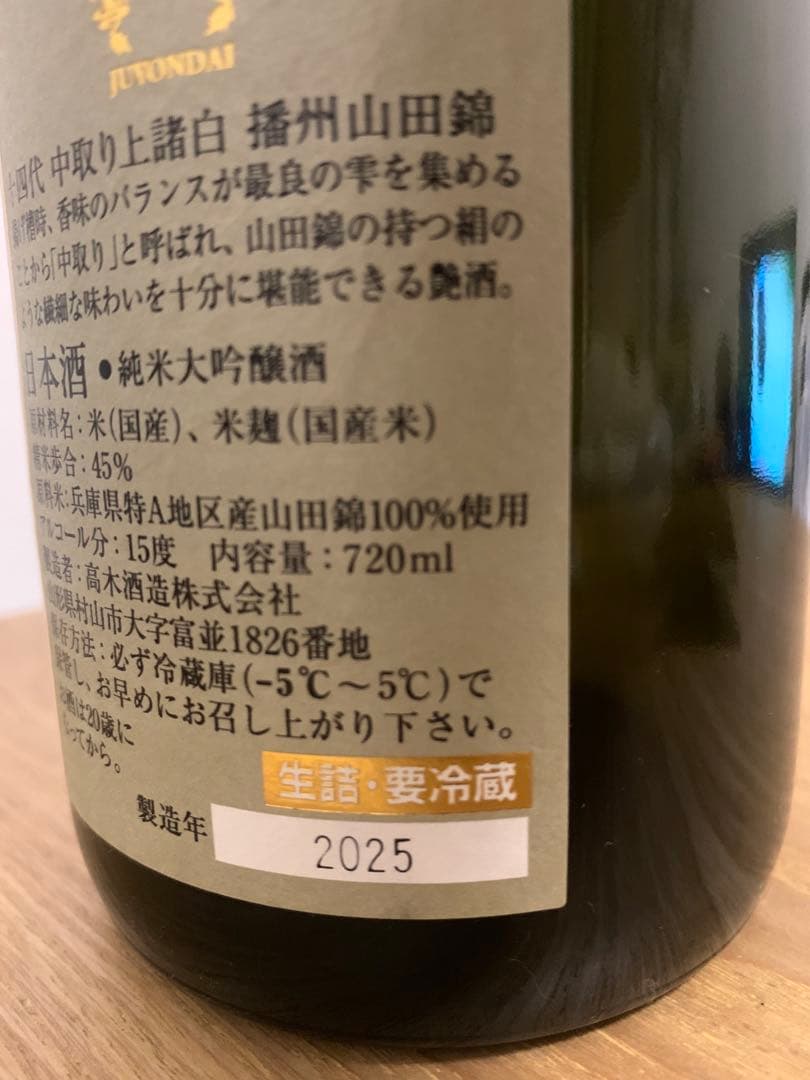 JUYONDAI
十四代 中取り上諸白 播州山田錦
槽時、香味のバランスが最良の雫を集める
ことから「中取り」と呼ばれ、山田錦の持つ絹の
ような繊細な味わいを十分に堪能できる艶酒。
日本酒●純米大吟醸酒
原材料名:米(国産)、米麹(国産米)
精米歩合:45%
原料米:兵庫県特A地区産山田錦100%使用
アルコール分:15度 内容量:720ml
製造者:高木酒造株式会社
山形県村山市大字富並1826番地
保存方法:必ず冷蔵庫(-5℃〜5℃)で
保管し、お早めにお召し上がり下さい。
お酒は20歳に
なってから。
生詰・要冷蔵
製造年
2025